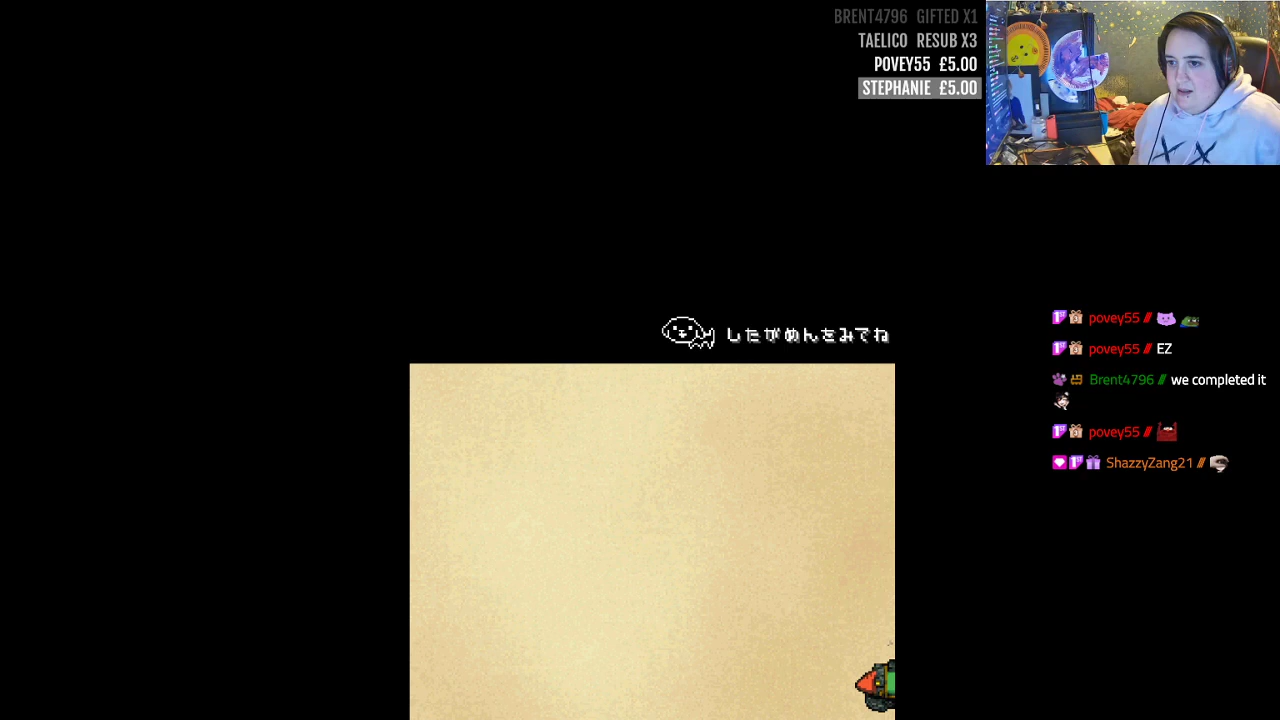 BRENT4796 GIFTED X1
TAELICO RESUB X3
POVEY55 £5.00
STEPHANIE £5.00
したがめんをみてね
povey55 //
povey55 // EZ
Brent4796 // we completed it
povey55 //
ShazzyZang21 //